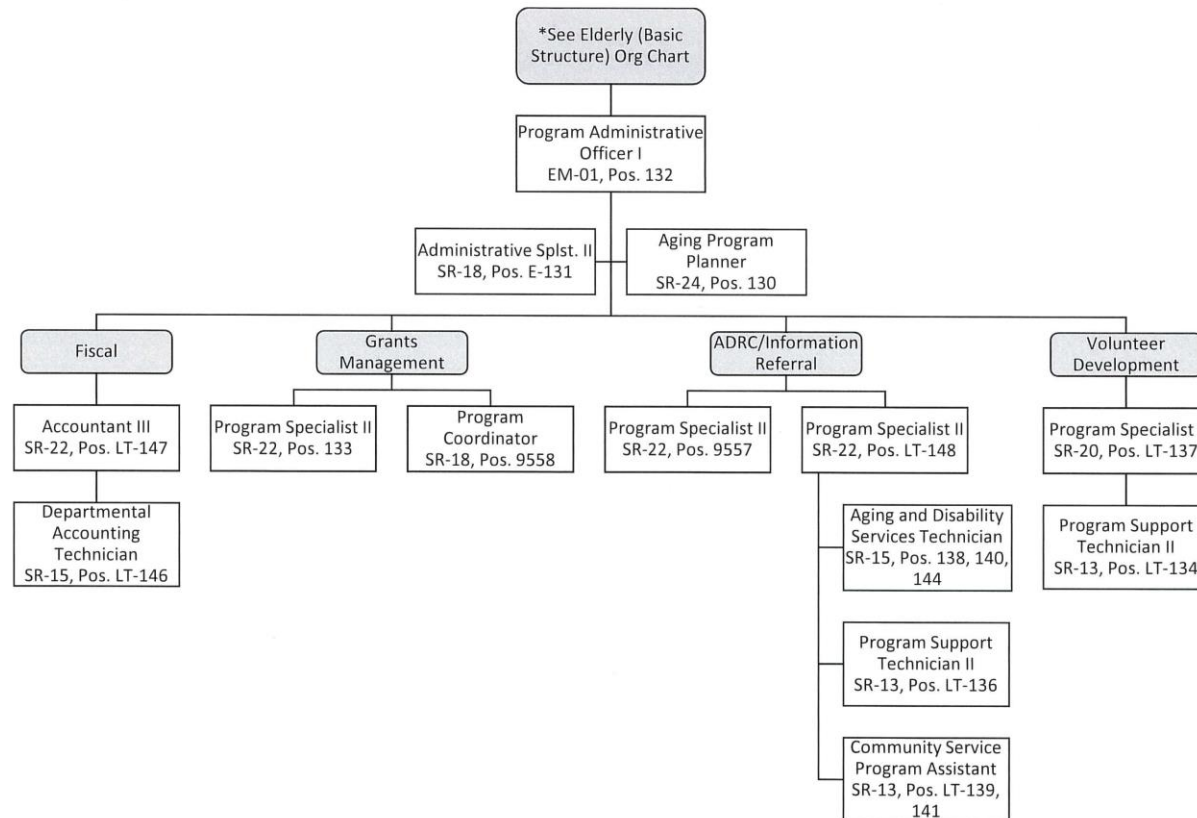 *See Elderly (Basic
Structure) Org Chart
Program Administrative
Officer I
EM-01, Pos. 132
Administrative Splst. II
SR-18, Pos. E-131
Aging Program
Planner
SR-24, Pos. 130
Fiscal
Grants
Management
ADRC/Information
Referral
Volunteer
Development
Accountant III
SR-22, Pos. LT-147
Departmental
Accounting
Technician
SR-15, Pos. LT-146
Program Specialist II
SR-22, Pos. 133
Program
Coordinator
SR-18, Pos. 9558
Program Specialist II
SR-22, Pos. 9557
Program Specialist II
SR-22, Pos. LT-148
Aging and Disability
Services Technician
SR-15, Pos. 138, 140,
144
Program Support
Technician II
SR-13, Pos. LT-136
Community Service
Program Assistant
SR-13, Pos. LT-139,
141
Program Specialist
SR-20, Pos. LT-137
Program Support
Technician II
SR-13, Pos. LT-134